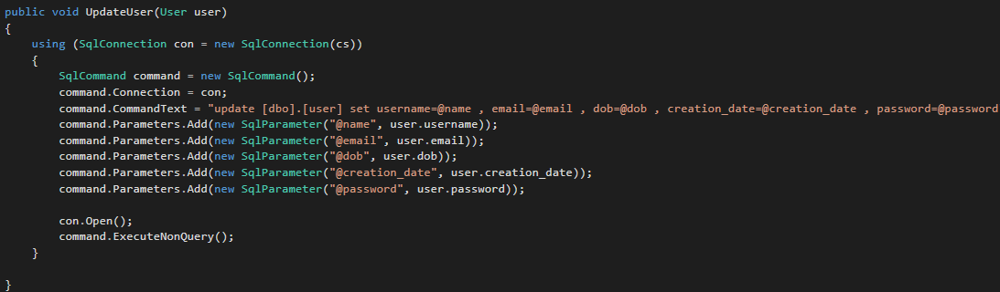 public void UpdateUser(User user)
{
    using (SqlConnection con = new SqlConnection(cs))
    {
        SqlCommand command = new SqlCommand();
        command.Connection = con;
        command.CommandText = "update [dbo].[user] set username=@name , email=@email , dob=@dob , creation_date=@creation_date , password=@password
        command.Parameters.Add(new SqlParameter("@name", user.username));
        command.Parameters.Add(new SqlParameter("@email", user.email));
        command.Parameters.Add(new SqlParameter("@dob", user.dob));
        command.Parameters.Add(new SqlParameter("@creation_date", user.creation_date));
        command.Parameters.Add(new SqlParameter("@password", user.password));

        con.Open();
        command.ExecuteNonQuery();
    }

}